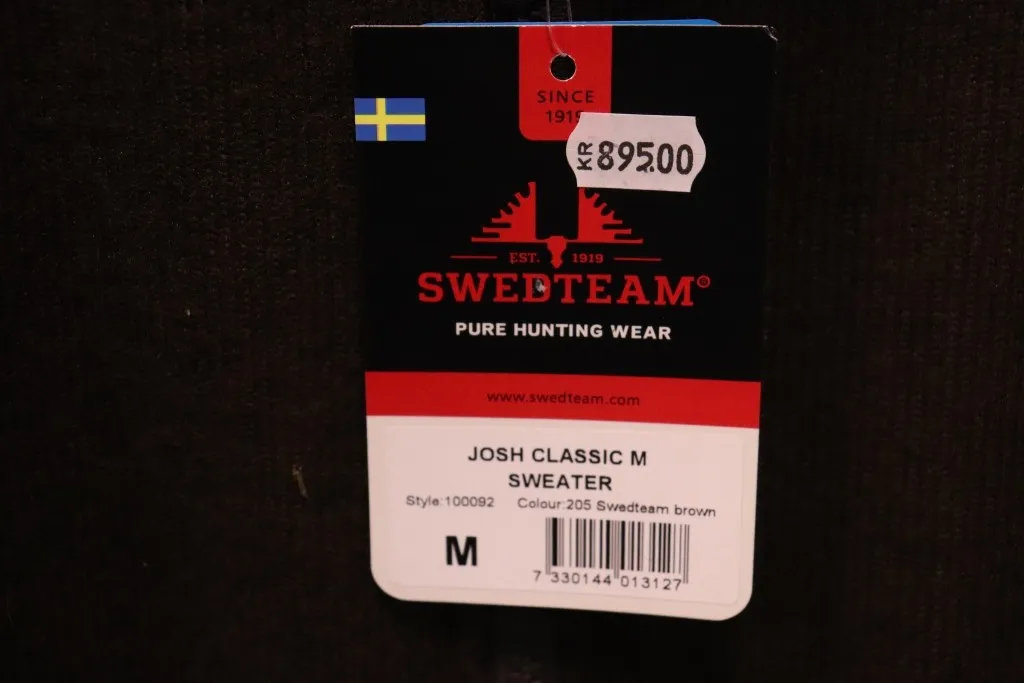 SINCE
1919
KR 895.00
EST. 1919
SWEDTEAM®
PURE HUNTING WEAR
www.swedteam.com
JOSH CLASSIC M
SWEATER
Style:100092 Colour:205 Swedteam brown
M
7 330144 013127